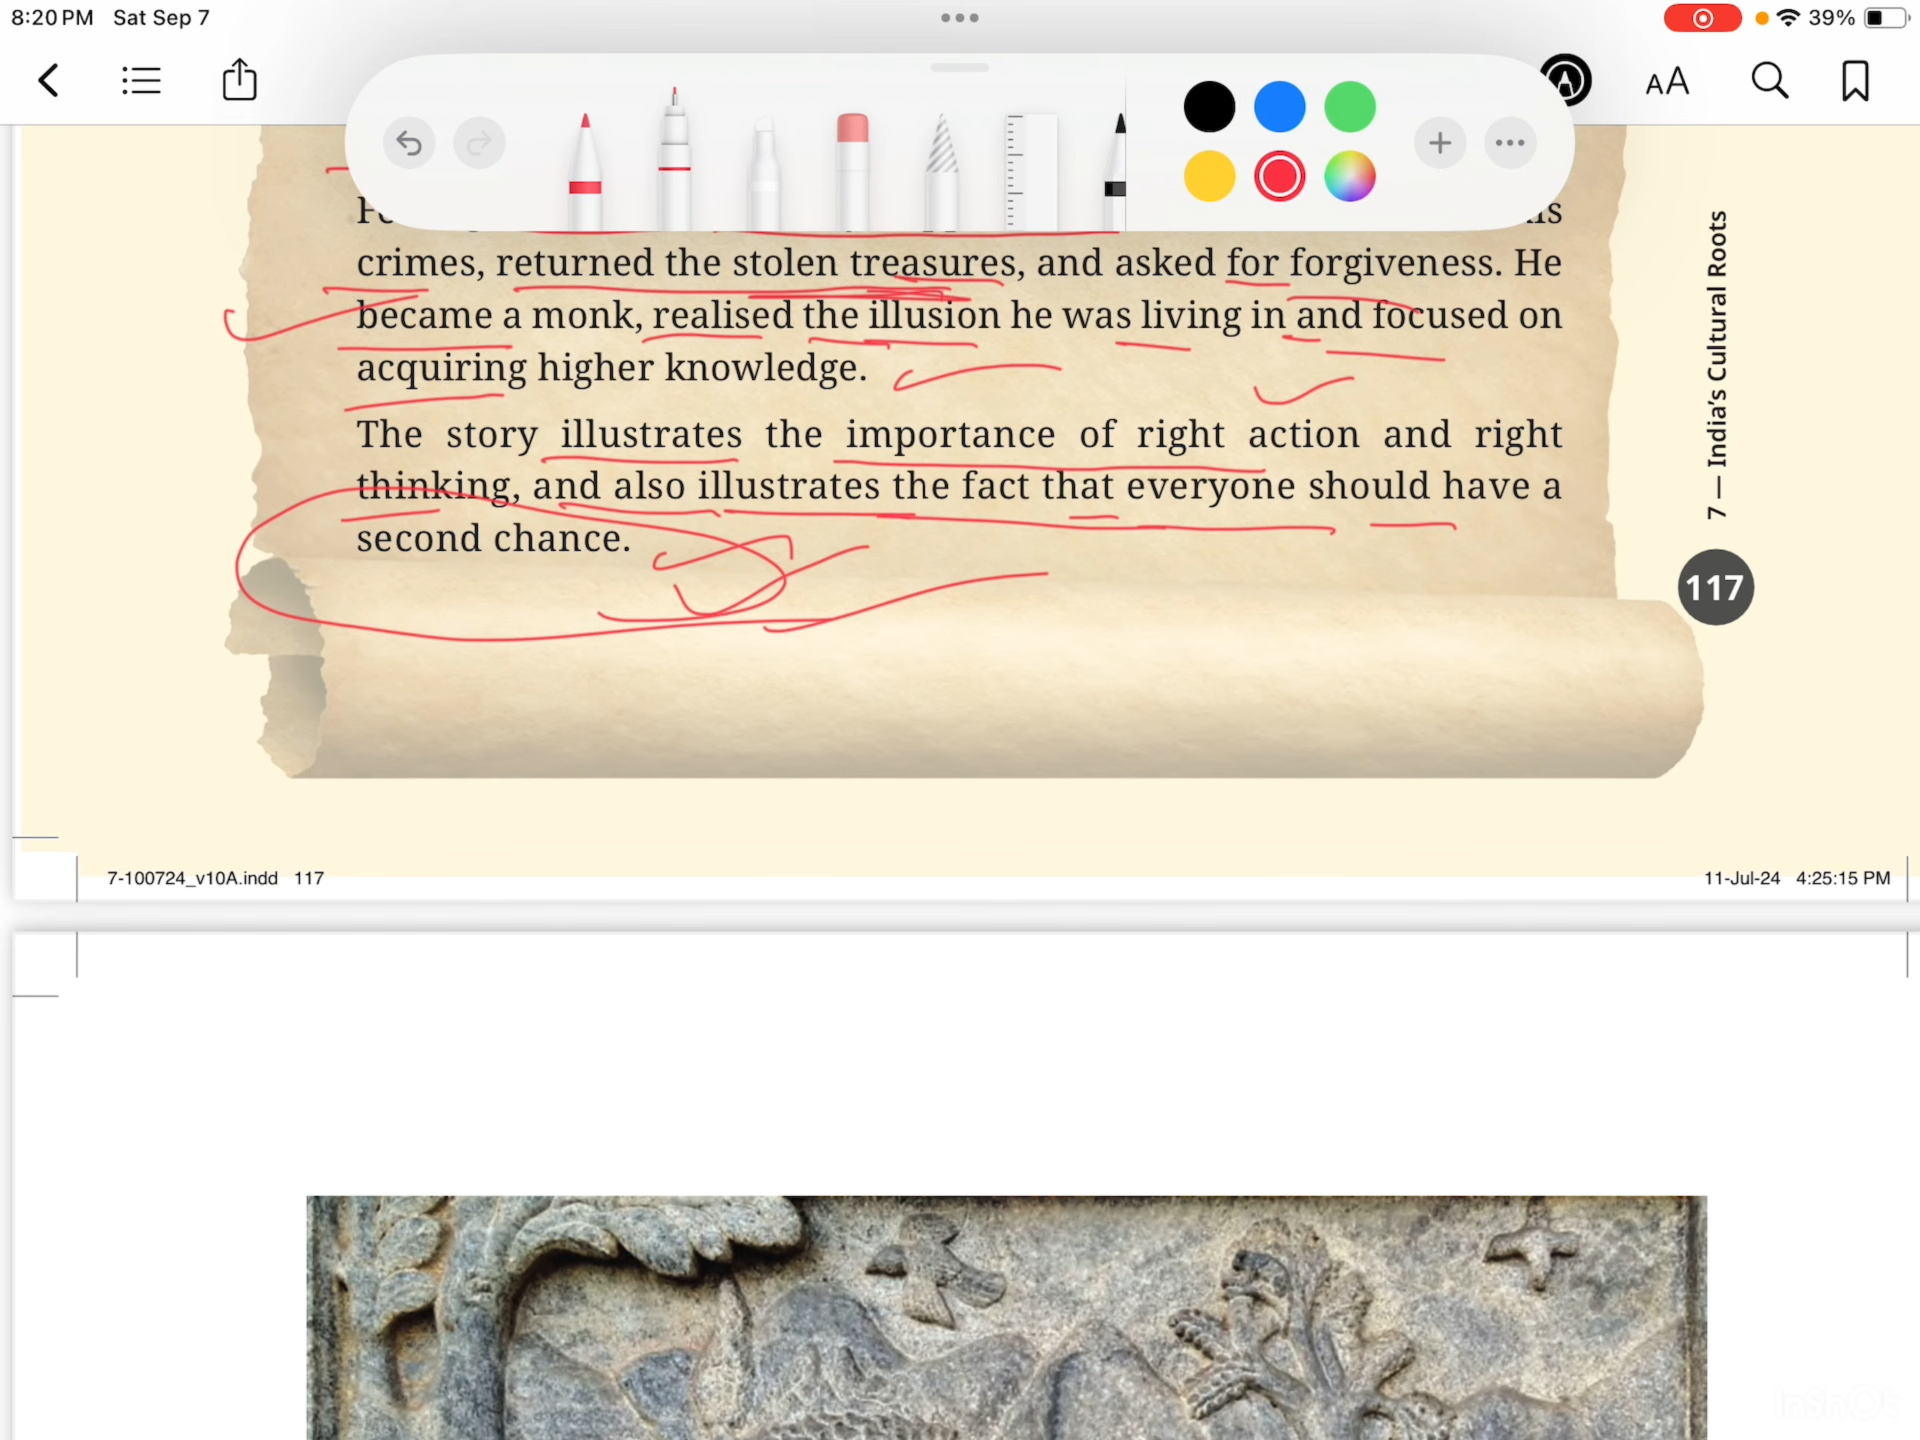 8:20 PM Sat Sep 7
39%
AA
crimes, returned the stolen treasures, and asked for forgiveness. He
became a monk, realised the illusion he was living in and focused on
acquiring higher knowledge.
The story illustrates the importance of right action and right
thinking, and also illustrates the fact that everyone should have a
second chance.
7 — India's Cultural Roots
117
7-100724_v10A.indd 117
11-Jul-24 4:25:15 PM
InShOt